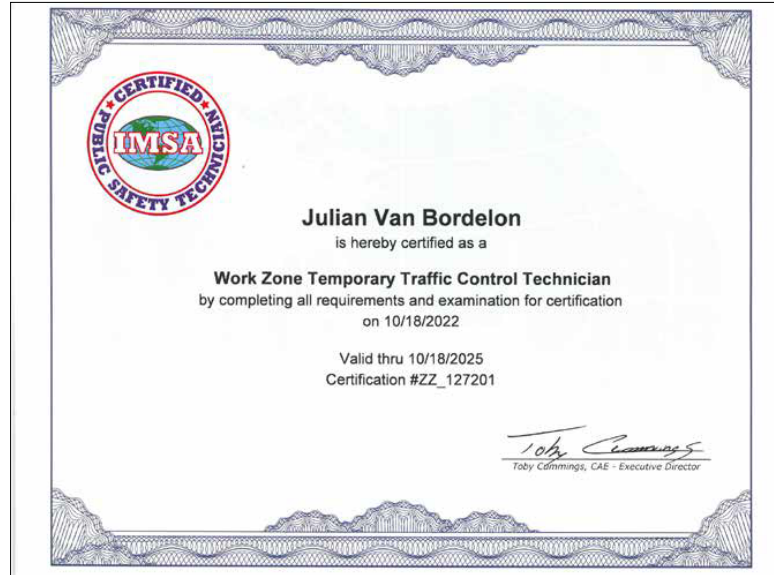 CERTIFIED
PUBLIC SAFETY TECHNICIAN
IMSA
Julian Van Bordelon
is hereby certified as a
Work Zone Temporary Traffic Control Technician
by completing all requirements and examination for certification
on 10/18/2022
Valid thru 10/18/2025
Certification #ZZ_127201
Toby Cummings
Toby Cummings, CAE - Executive Director